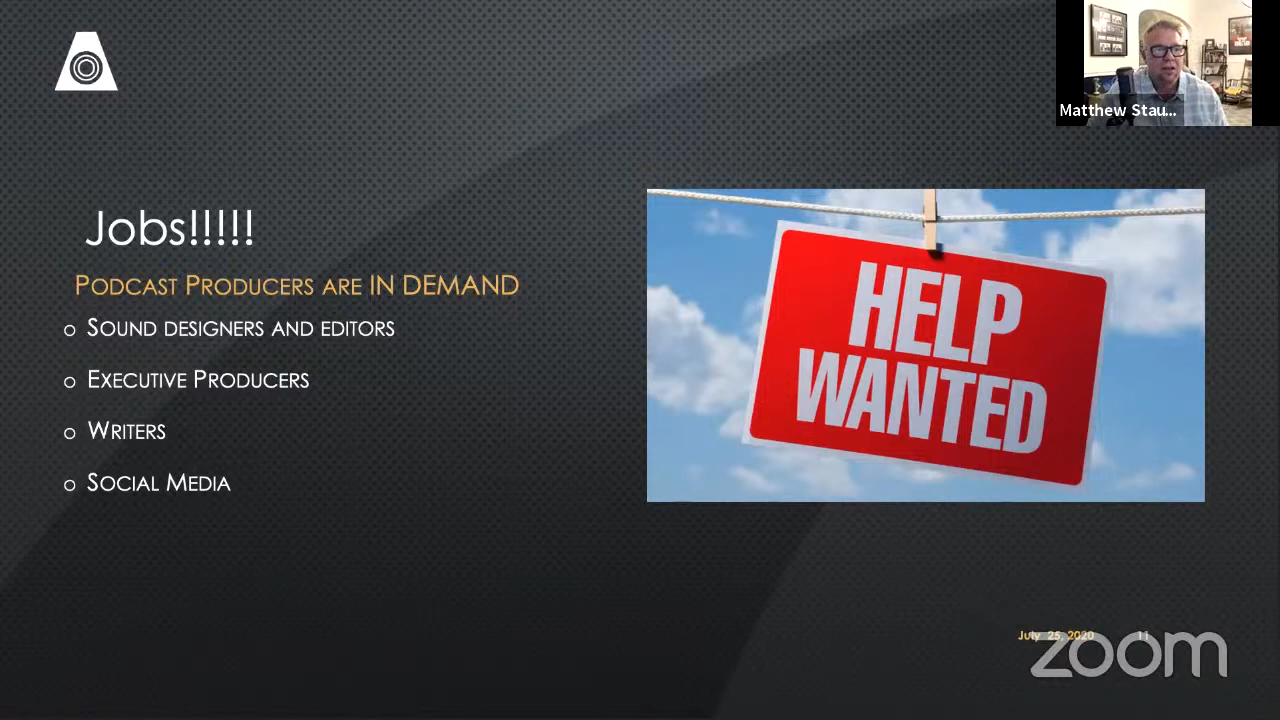 Matthew Stau...
Jobs!!!!!
PODCAST PRODUCERS ARE IN DEMAND
o SOUND DESIGNERS AND EDITORS
o EXECUTIVE PRODUCERS
o WRITERS
o SOCIAL MEDIA
HELP
WANTED
July 25, 2020 11
zoom